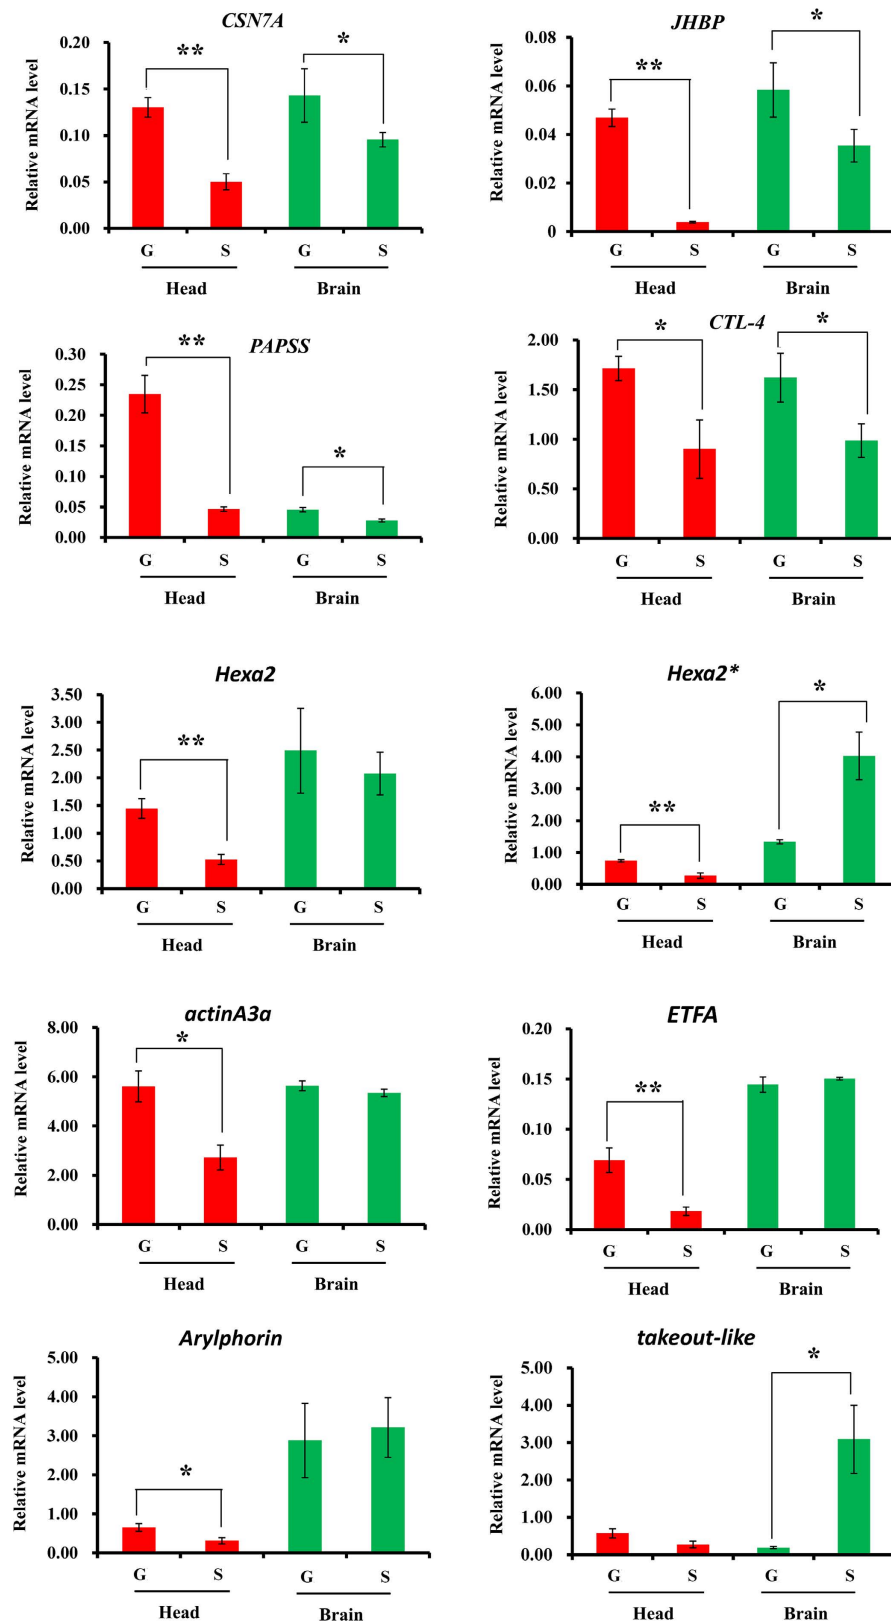 CSN7A
Relative mRNA level
0.20
0.15
0.10
0.05
0.00
**
*
G S G S
Head Brain
JHBP
Relative mRNA level
0.08
0.06
0.04
0.02
0
**
*
G S G S
Head Brain
PAPSS
Relative mRNA level
0.30
0.25
0.20
0.15
0.10
0.05
0.00
**
*
G S G S
Head Brain
CTL-4
Relative mRNA level
2.00
1.50
1.00
0.50
0.00
*
*
G S G S
Head Brain
Hexa2
Relative mRNA level
3.50
3.00
2.50
2.00
1.50
1.00
0.50
0.00
**
G S G S
Head Brain
Hexa2*
Relative mRNA level
6.00
5.00
4.00
3.00
2.00
1.00
0.00
**
*
G S G S
Head Brain
actinA3a
Relative mRNA level
8.00
6.00
4.00
2.00
0.00
*
G S G S
Head Brain
ETFA
Relative mRNA level
0.20
0.15
0.10
0.05
0.00
**
G S G S
Head Brain
Arylphorin
Relative mRNA level
5.00
4.00
3.00
2.00
1.00
0.00
*
G S G S
Head Brain
takeout-like
Relative mRNA level
5.00
4.00
3.00
2.00
1.00
0.00
*
G S G S
Head Brain